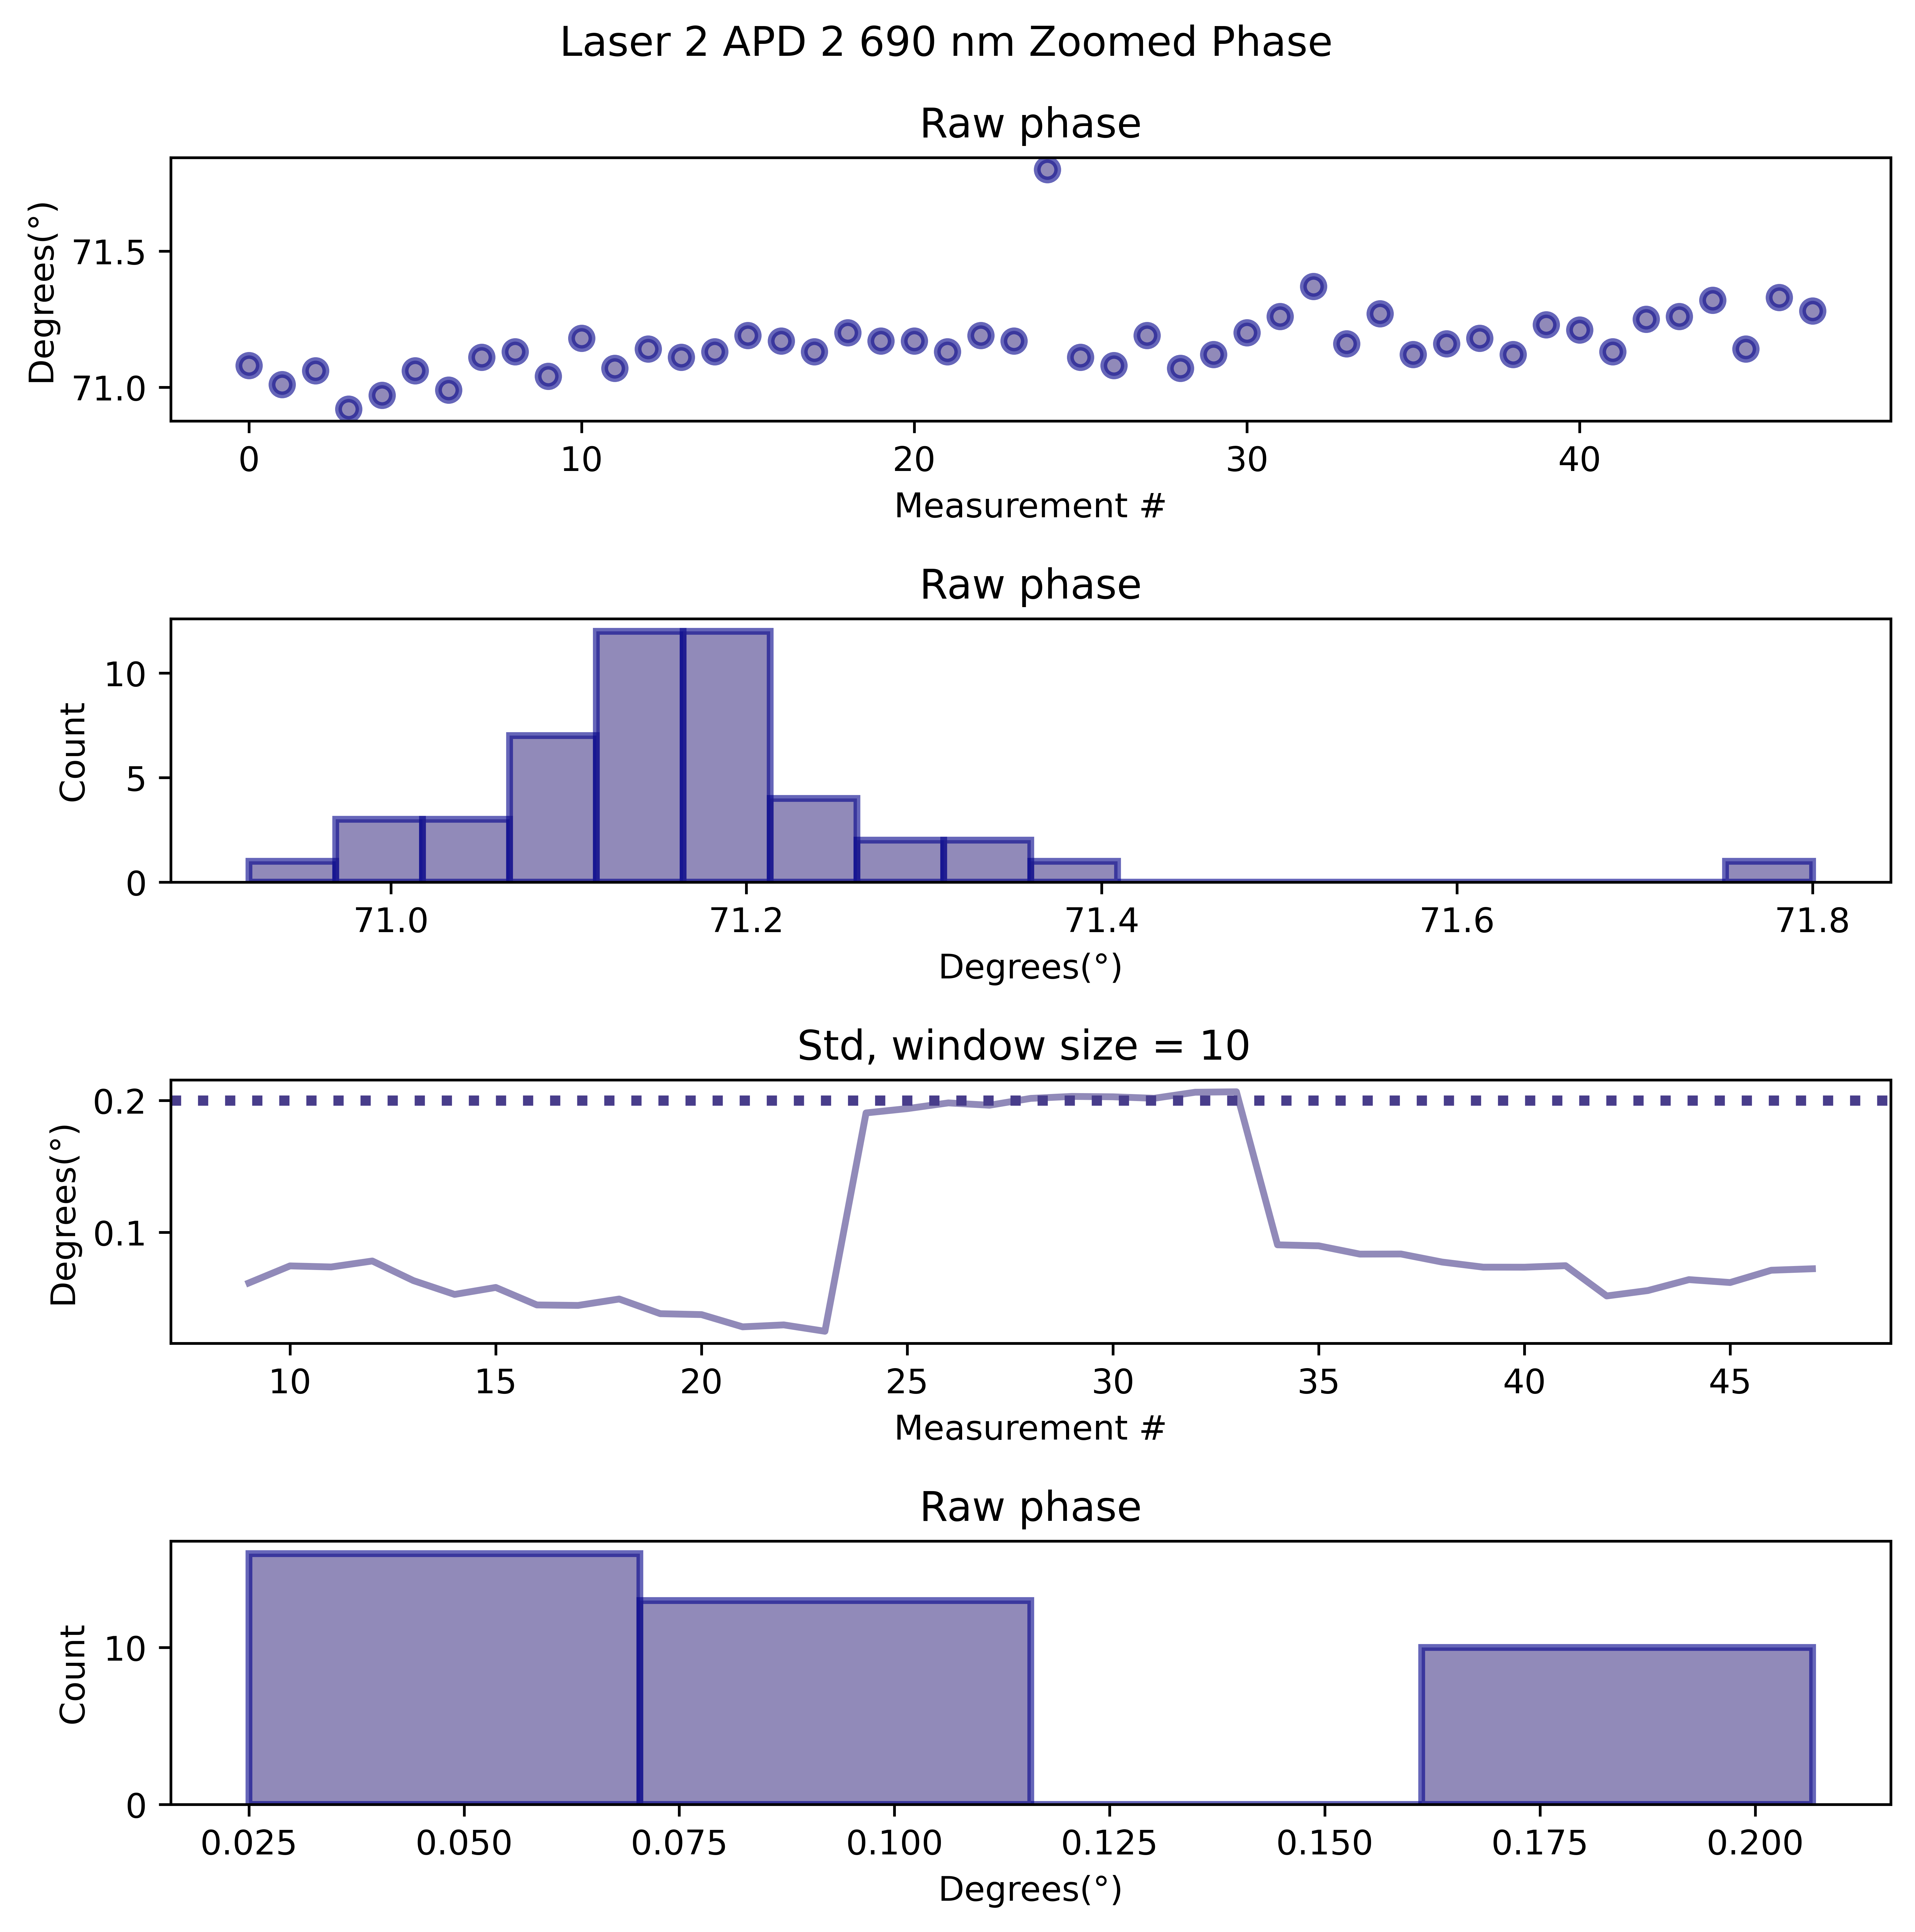 Laser 2 APD 2 690 nm Zoomed Phase
Raw phase
Degrees(°)
71.5
71.0
0 10 20 30 40
Measurement #
Raw phase
Count
10
5
0
71.0 71.2 71.4 71.6 71.8
Degrees(°)
Std, window size = 10
Degrees(°)
0.2
0.1
10 15 20 25 30 35 40 45
Measurement #
Raw phase
Count
10
0
0.025 0.050 0.075 0.100 0.125 0.150 0.175 0.200
Degrees(°)